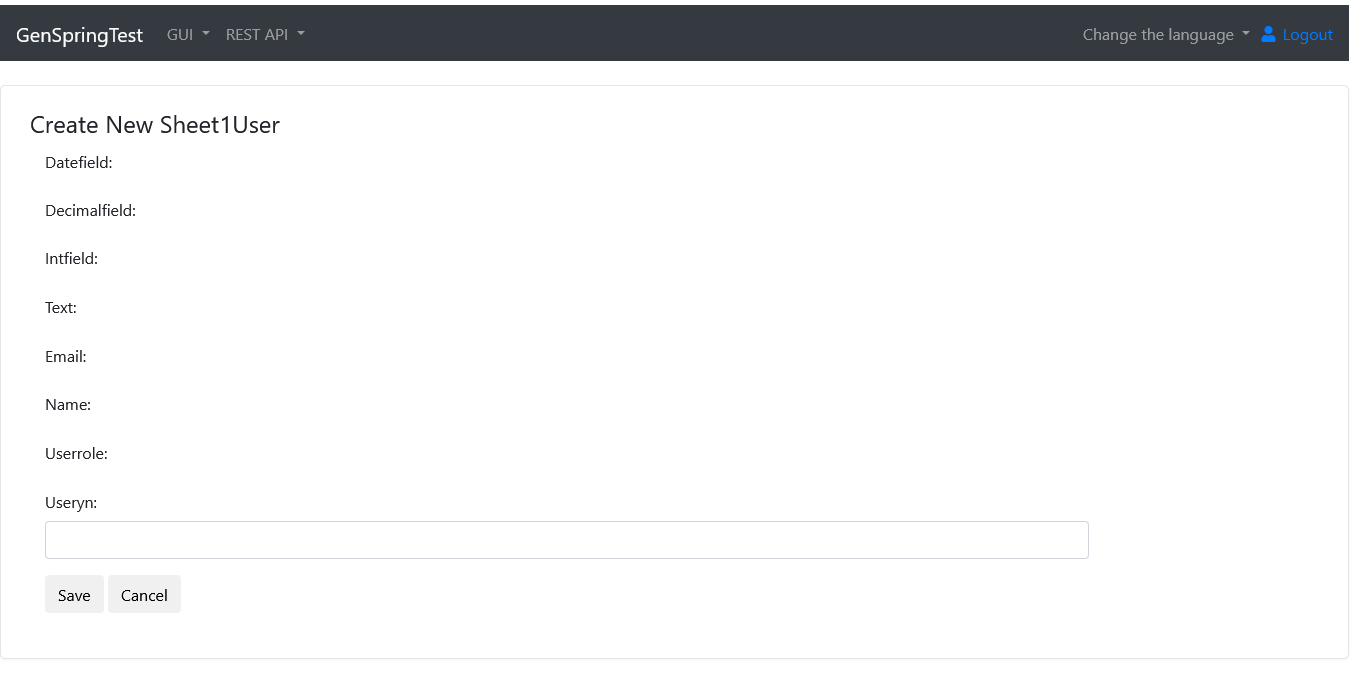 GenSpringTest GUI REST API Change the language Logout
Create New Sheet1User
Datefield:
Decimalfield:
Intfield:
Text:
Email:
Name:
Userrole:
Useryn:
Save Cancel